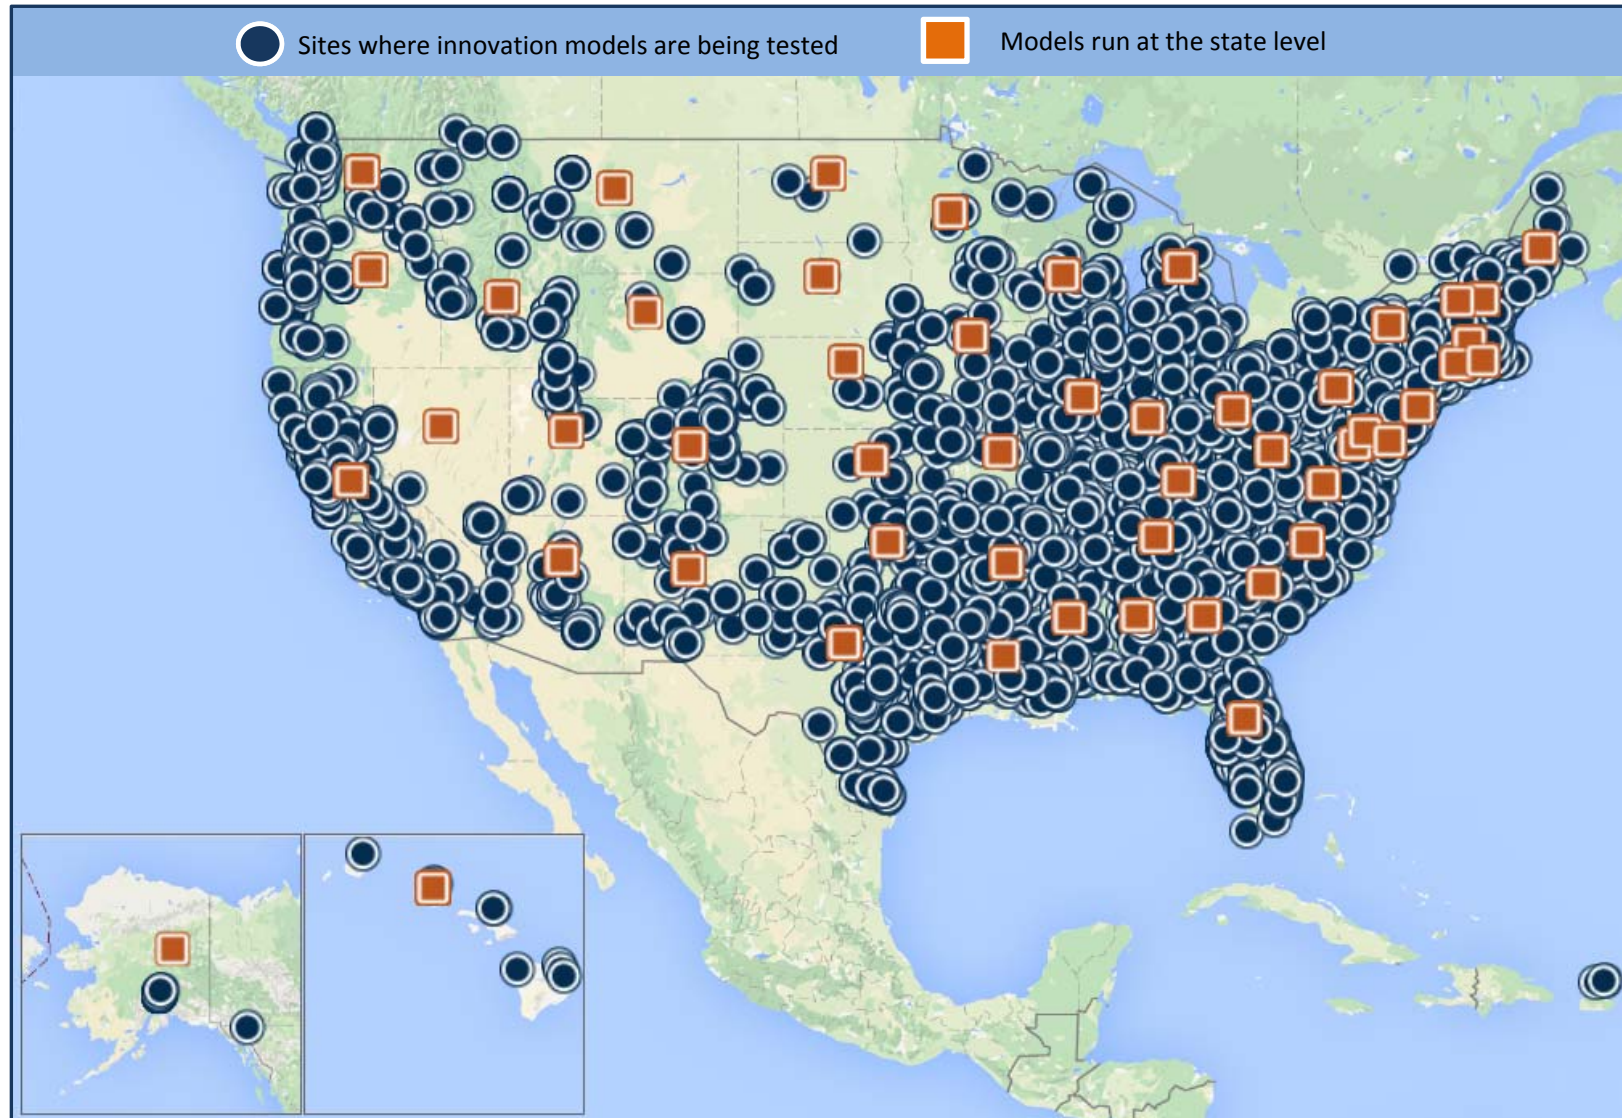 Sites where innovation models are being tested
Models run at the state level